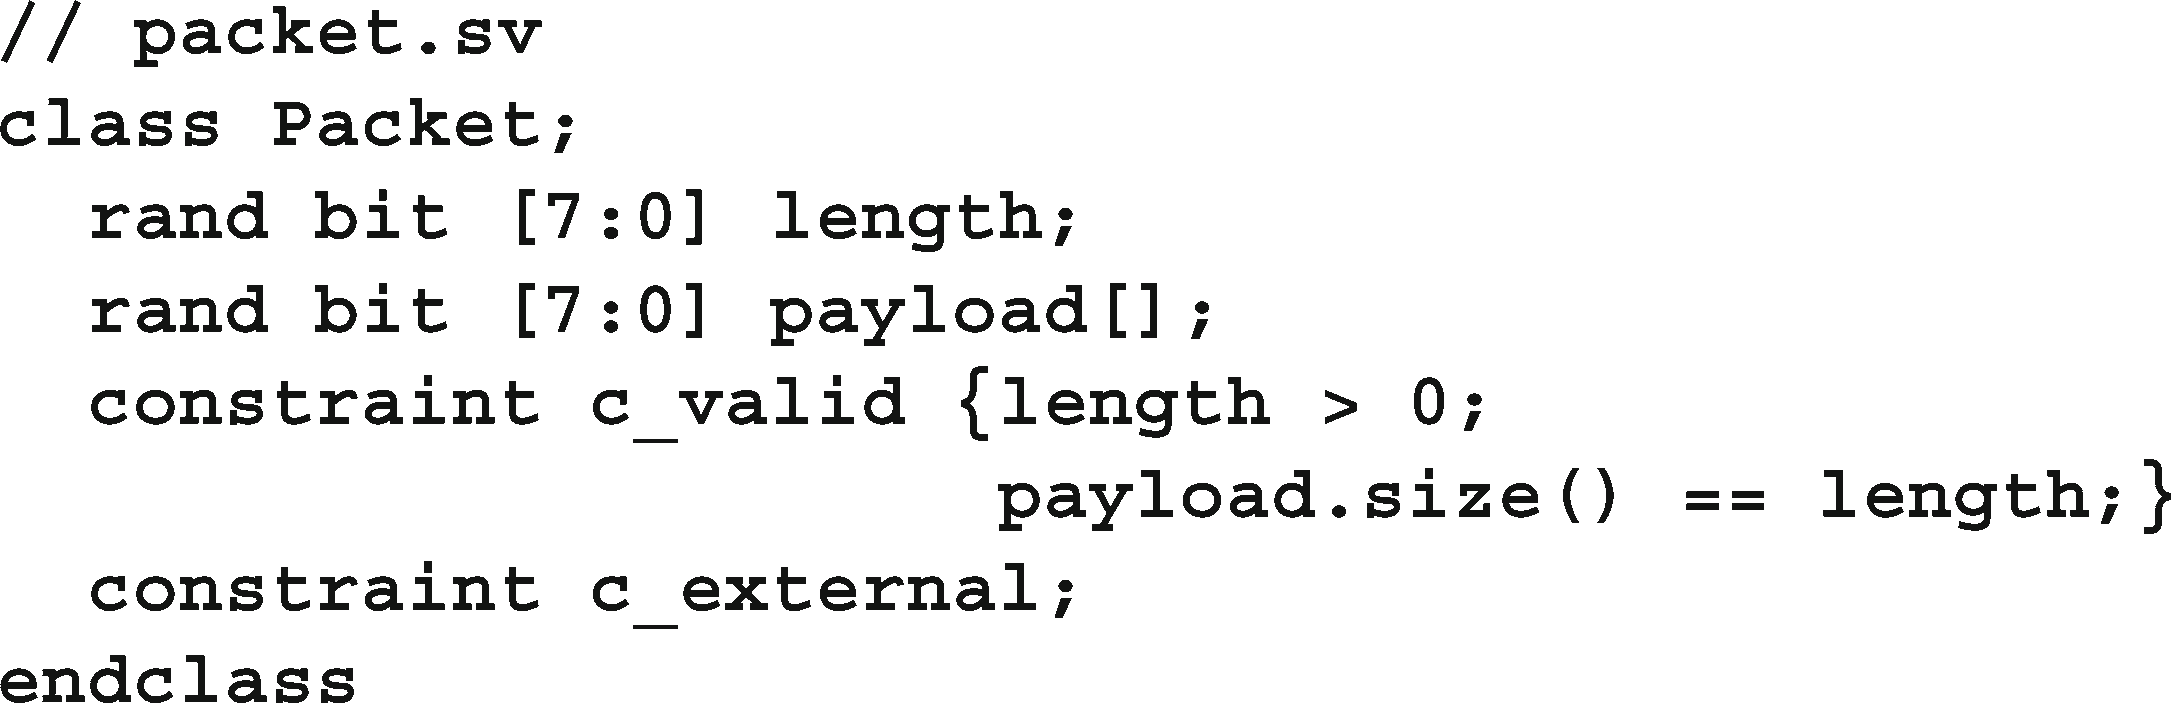 // packet.sv
class Packet;
  rand bit [7:0] length;
  rand bit [7:0] payload[];
  constraint c_valid {length > 0;
                      payload.size() == length;}
  constraint c_external;
endclass